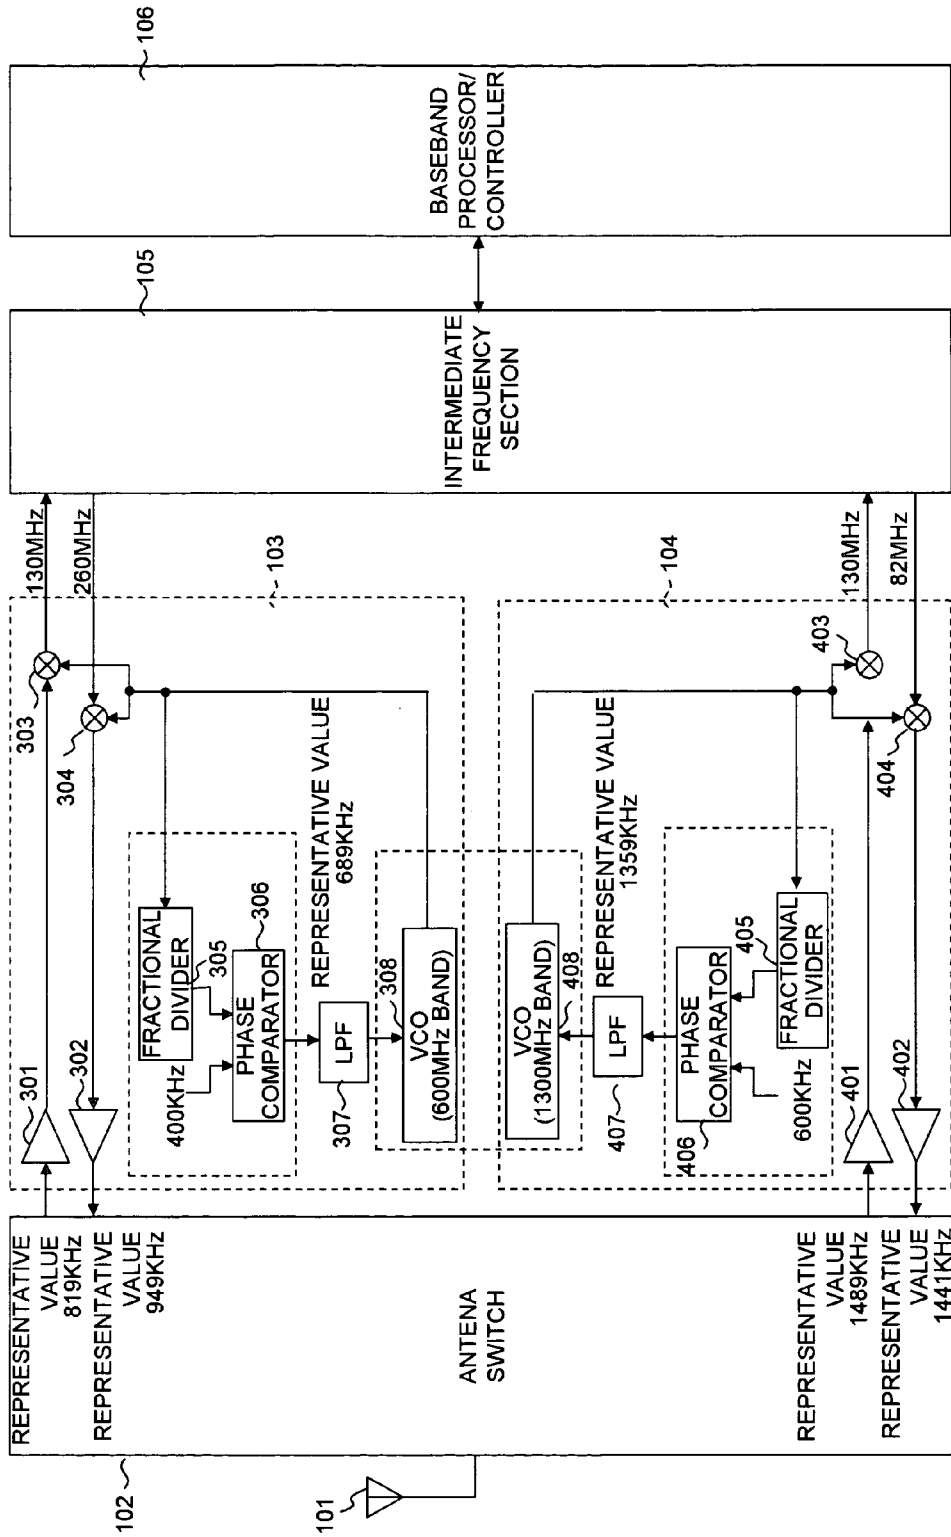 101
102
ANTENA
SWITCH
REPRESENTATIVE
VALUE
819KHz
REPRESENTATIVE
VALUE
949KHz
REPRESENTATIVE
VALUE
1489KHz
REPRESENTATIVE
VALUE
1441KHz
301
302
303
304
130MHz
260MHz
103
400KHz
FRACTIONAL
DIVIDER
305
PHASE
COMPARATOR
306
LPF
307
REPRESENTATIVE VALUE
689KHz
308
VCO
(600MHz BAND)
VCO
(1300MHz BAND)
408
REPRESENTATIVE VALUE
1359KHz
LPF
407
PHASE
COMPARATOR
406
405
FRACTIONAL
DIVIDER
600KHz
401
402
403
404
104
130MHz
82MHz
105
INTERMEDIATE
FREQUENCY
SECTION
106
BASEBAND
PROCESSOR/
CONTROLLER